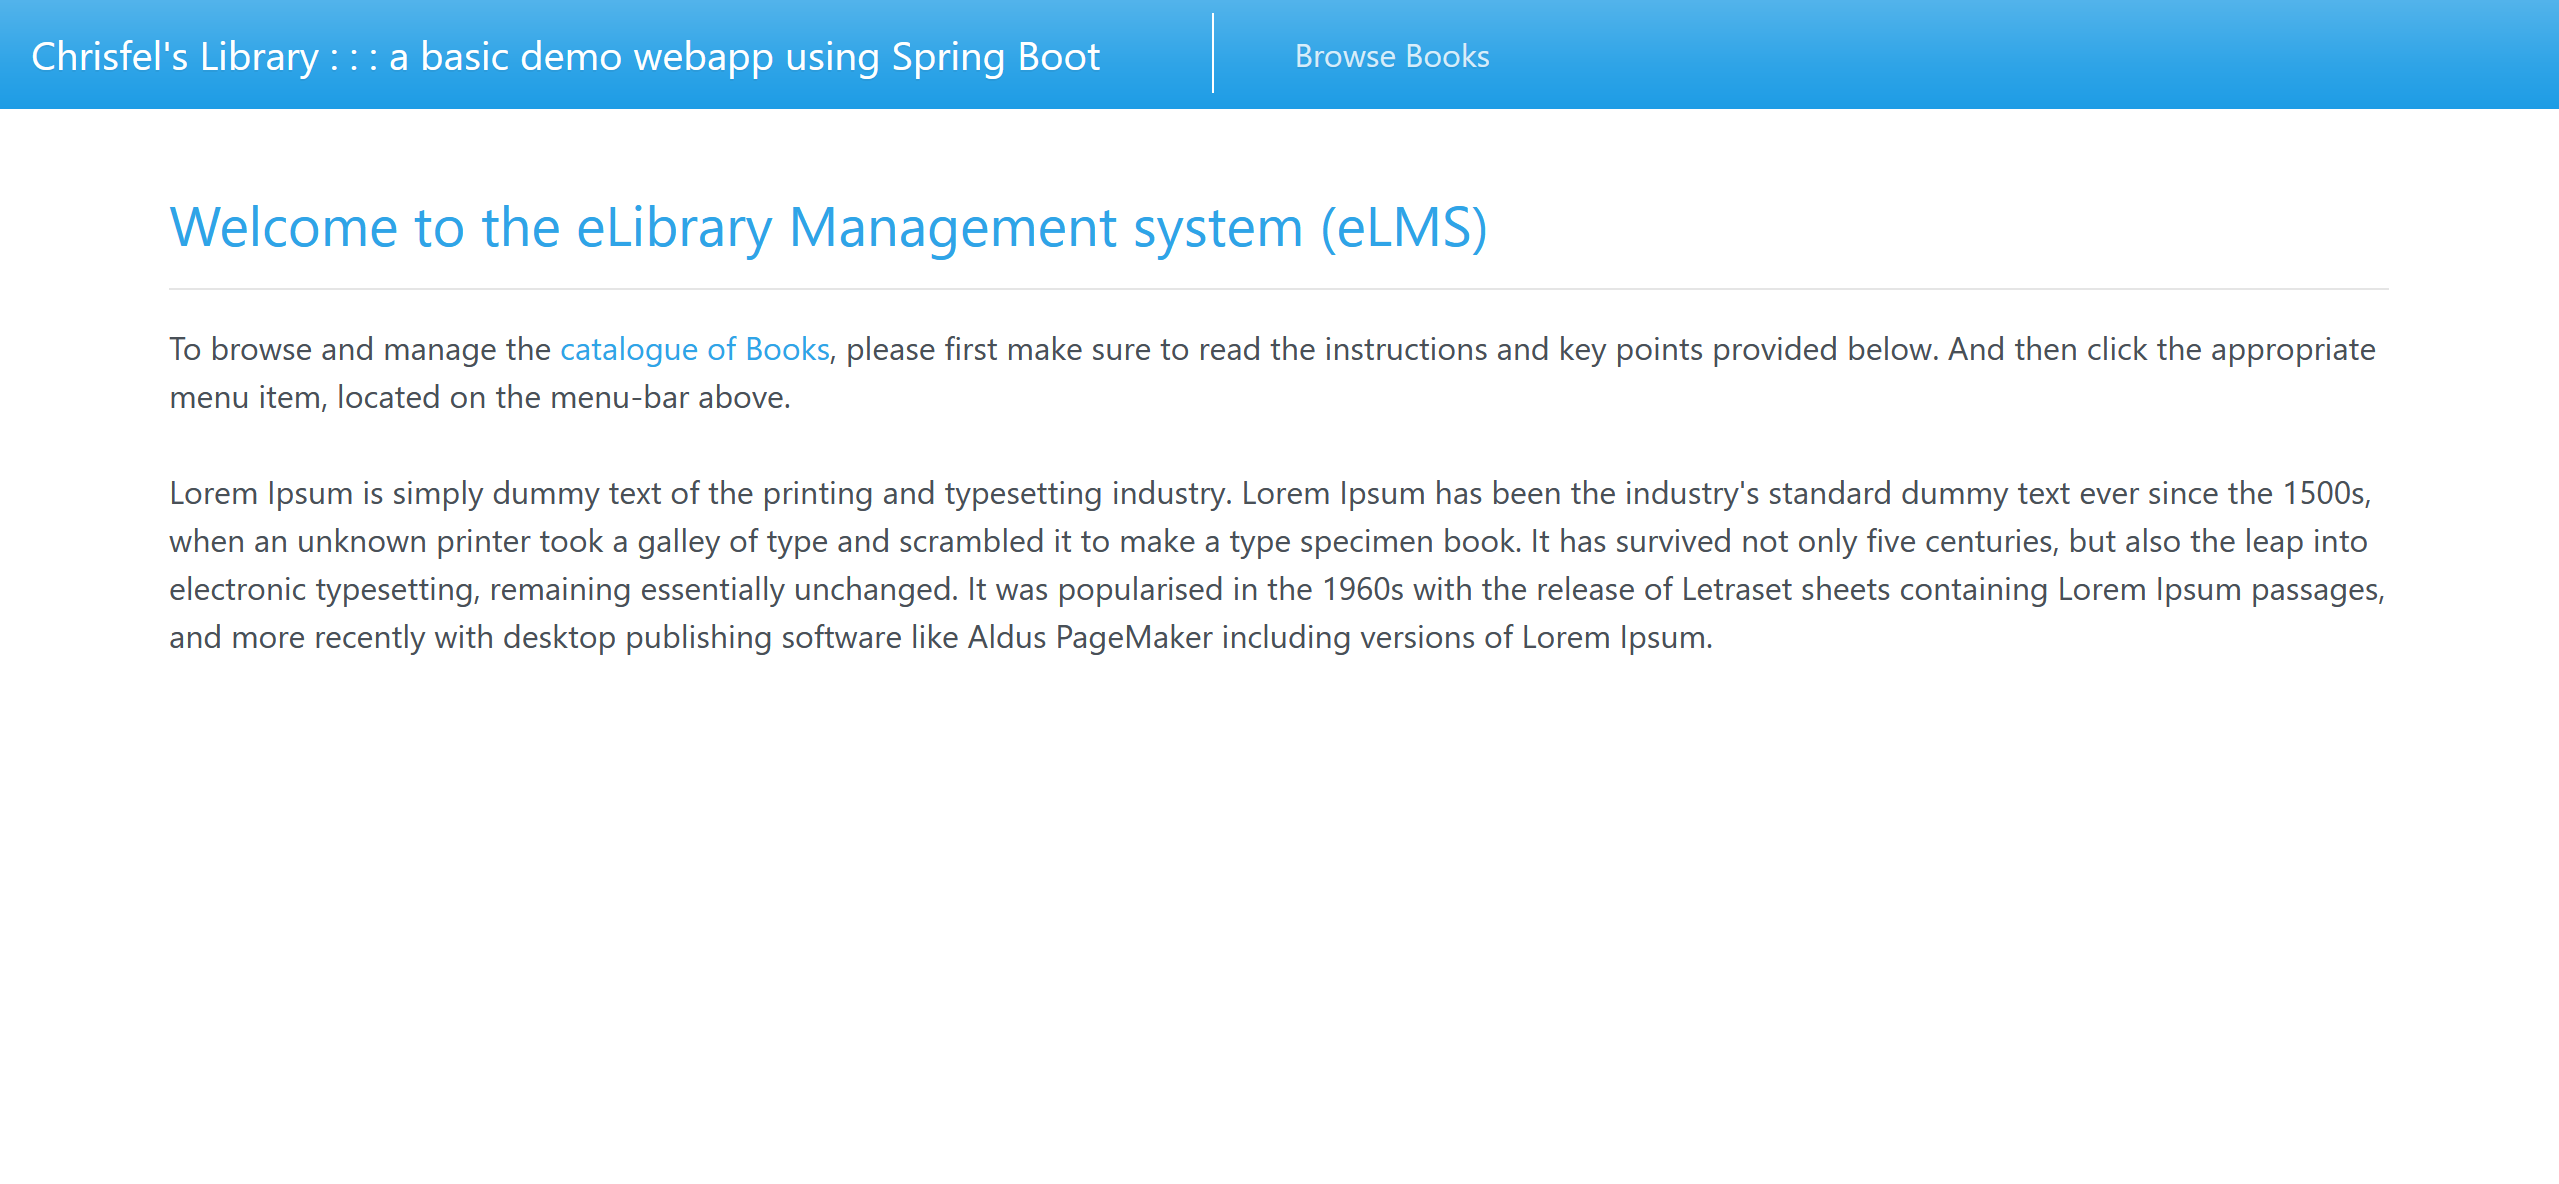 Chrisfel's Library : : : a basic demo webapp using Spring Boot
Browse Books
Welcome to the eLibrary Management system (eLMS)
To browse and manage the catalogue of Books, please first make sure to read the instructions and key points provided below. And then click the appropriate
menu item, located on the menu-bar above.
Lorem Ipsum is simply dummy text of the printing and typesetting industry. Lorem Ipsum has been the industry's standard dummy text ever since the 1500s,
when an unknown printer took a galley of type and scrambled it to make a type specimen book. It has survived not only five centuries, but also the leap into
electronic typesetting, remaining essentially unchanged. It was popularised in the 1960s with the release of Letraset sheets containing Lorem Ipsum passages,
and more recently with desktop publishing software like Aldus PageMaker including versions of Lorem Ipsum.